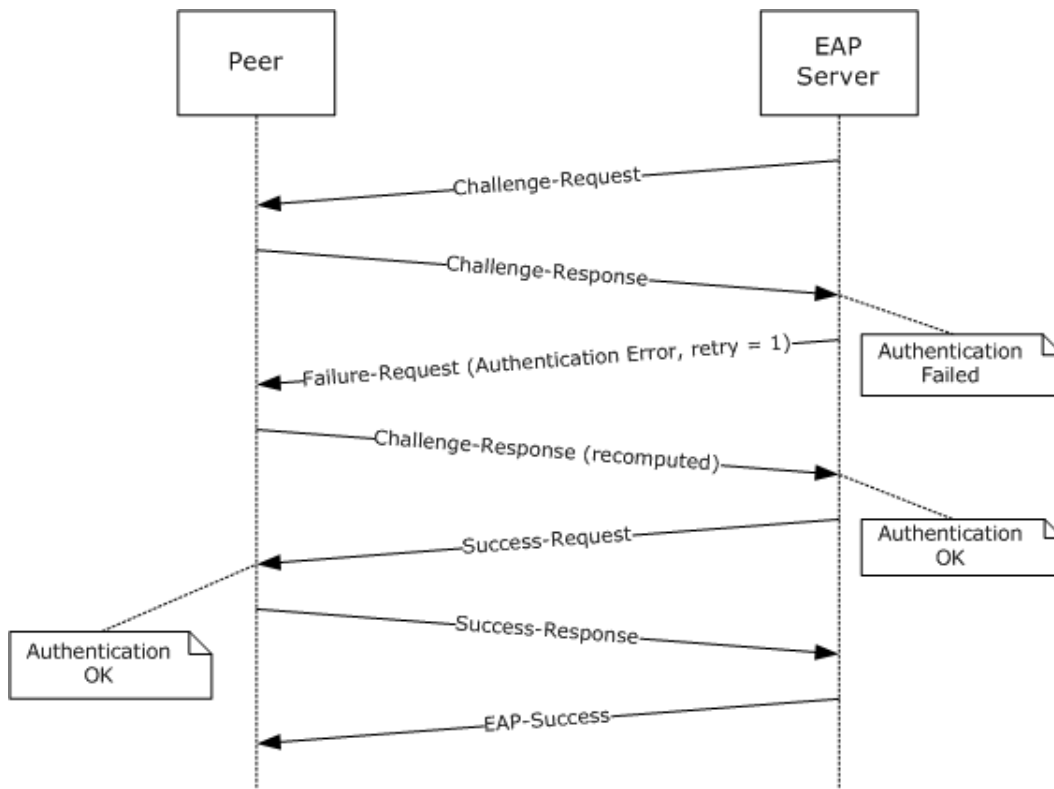 Peer
EAP
Server
Challenge-Request
Challenge-Response
Authentication
Failed
Failure-Request (Authentication Error, retry = 1)
Challenge-Response (recomputed)
Authentication
OK
Success-Request
Success-Response
Authentication
OK
EAP-Success